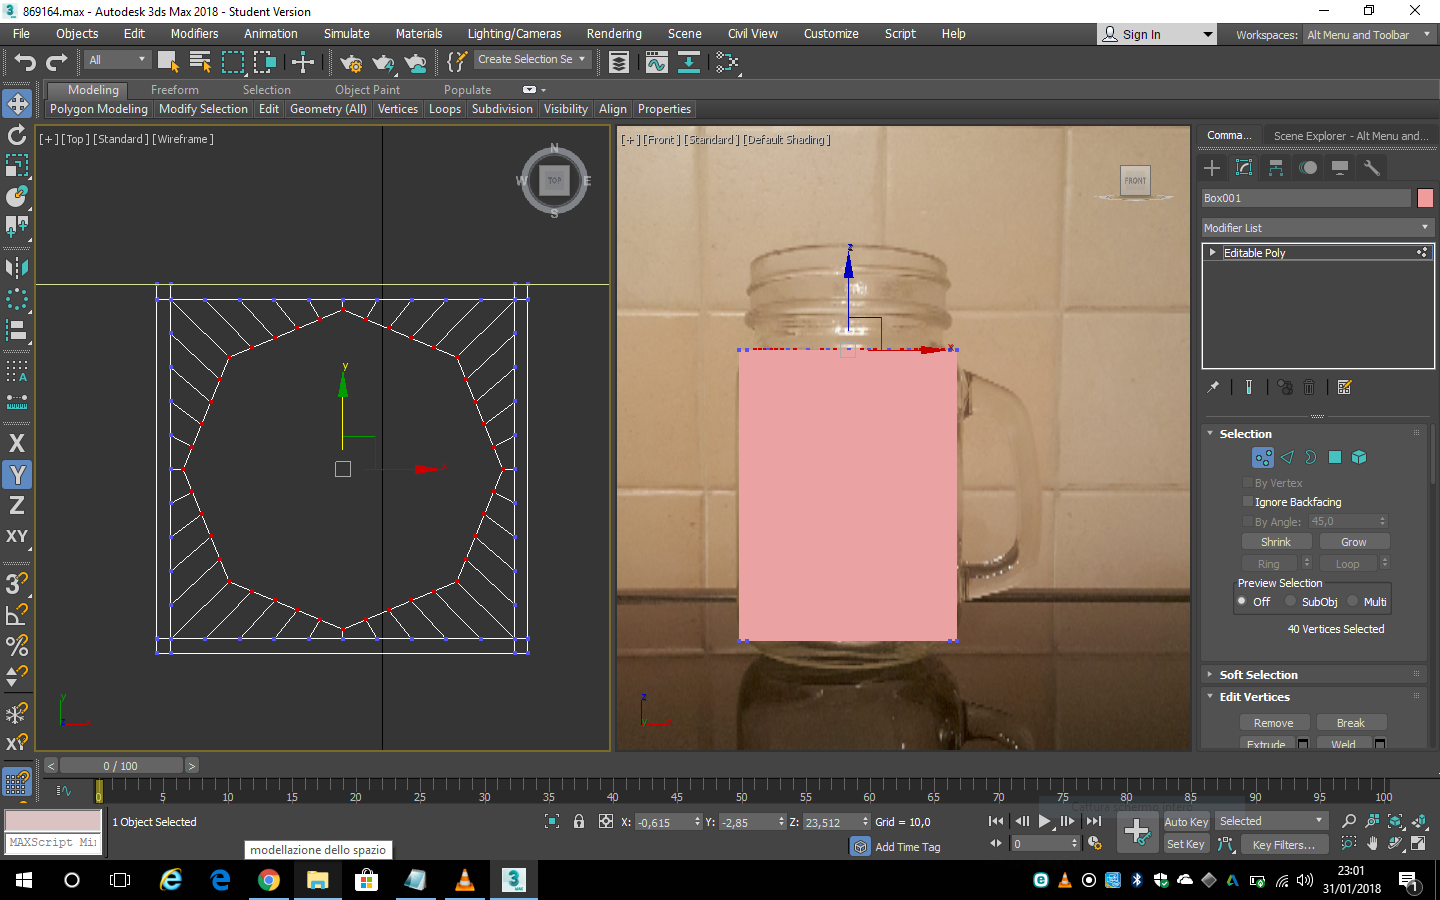 869164.max - Autodesk 3ds Max 2018 - Student Version
File Objects Edit Modifiers Animation Simulate Materials Lighting/Cameras Rendering Scene Civil View Customize Script Help Sign In Workspaces: Alt Menu and Toolbar
All Create Selection Se
Modeling Freeform Selection Object Paint Populate
Polygon Modeling Modify Selection Edit Geometry (All) Vertices Loops Subdivision Visibility Align Properties
[+] [Top] [Standard] [Wireframe]
N
W TOP E
S
y
x
y
z
x
[+] [Front] [Standard] [Default Shading]
FRONT
z
x
z
y
x
X
Y
Z
XY
3
%
XY
Comma... Scene Explorer - Alt Menu and...
Box001
Modifier List
Editable Poly
Selection
By Vertex
Ignore Backfacing
By Angle: 45,0
Shrink Grow
Ring Loop
Preview Selection
Off SubObj Multi
40 Vertices Selected
Soft Selection
Edit Vertices
Remove Break
Extrude Weld
< 0 / 100 >
0 5 10 15 20 25 30 35 40 45 50 55 60 65 70 75 80 85 90 95 100
Cattura schermo intero
1 Object Selected X: -0,615 Y: -2,85 Z: 23,512 Grid = 10,0 Auto Key Selected
MAXScript Mi
Add Time Tag 0 Set Key Key Filters...
modellazione dello spazio
3
MAX
23:01
31/01/2018
1